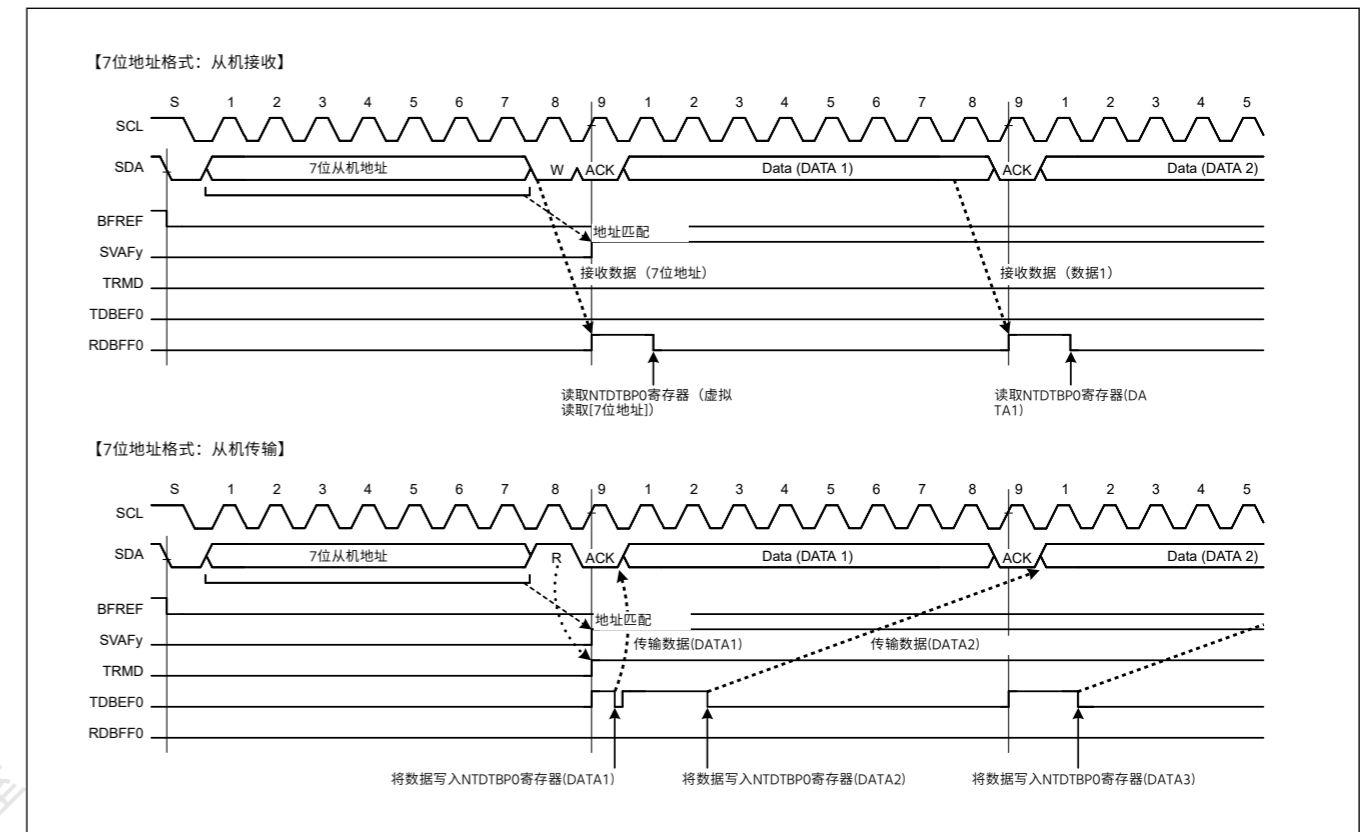 【7位地址格式：从机接收】
S 1 2 3 4 5 6 7 8 9 1 2 3 4 5 6 7 8 9 1 2 3 4 5
SCL
SDA 7位从机地址 W ACK Data (DATA 1) ACK Data (DATA 2)
BFREF
地址匹配
SVAFy
接收数据（7位地址） 接收数据（数据1）
TRMD
TDBEF0
RDBFF0
读取NTDTBP0寄存器（虚拟
读取[7位地址]）
读取NTDTBP0寄存器(DA
TA1)
【7位地址格式：从机传输】
S 1 2 3 4 5 6 7 8 9 1 2 3 4 5 6 7 8 9 1 2 3 4 5
SCL
SDA 7位从机地址 R ACK Data (DATA 1) ACK Data (DATA 2)
BFREF
地址匹配
SVAFy 传输数据(DATA1) 传输数据(DATA2)
TRMD
TDBEF0
RDBFF0
将数据写入NTDTBP0寄存器(DATA1) 将数据写入NTDTBP0寄存器(DATA2) 将数据写入NTDTBP0寄存器(DATA3)